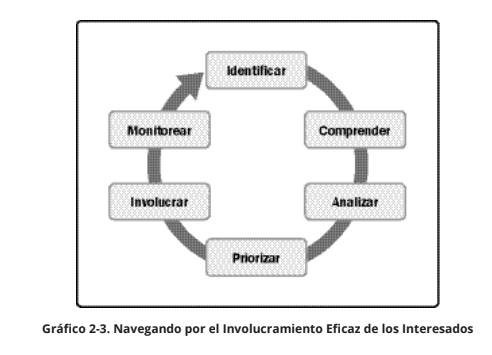 Identificar
Monitorear
Comprender
Involucrar
Analizar
Priorizar
Gráfico 2-3. Navegando por el Involucramiento Eficaz de los Interesados